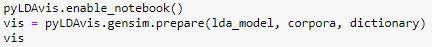 pyLDAvis.enable_notebook()
vis = pyLDAvis.gensim.prepare(lda_model, corpora, dictionary)
vis